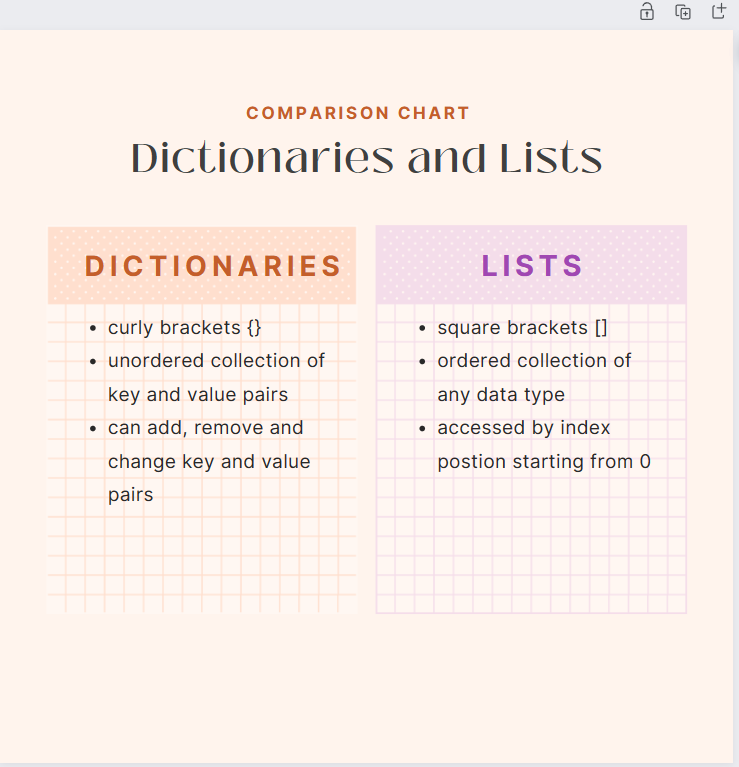 COMPARISON CHART
Dictionaries and Lists
DICTIONARIES
• curly brackets {}
• unordered collection of
key and value pairs
• can add, remove and
change key and value
pairs
LISTS
• square brackets []
• ordered collection of
any data type
• accessed by index
postion starting from 0